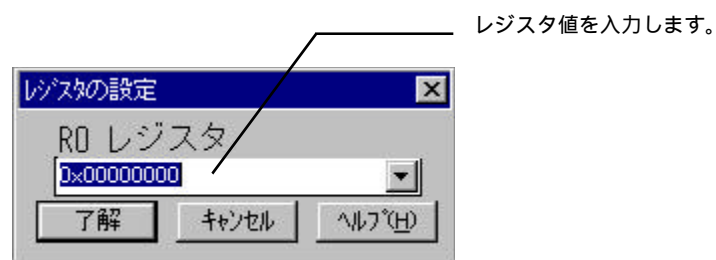 レジスタ値を入力します。
ﾚｼﾞｽﾀの設定
R0 レジスタ
0x00000000
了解
ｷｬﾝｾﾙ
ﾍﾙﾌﾟ(H)